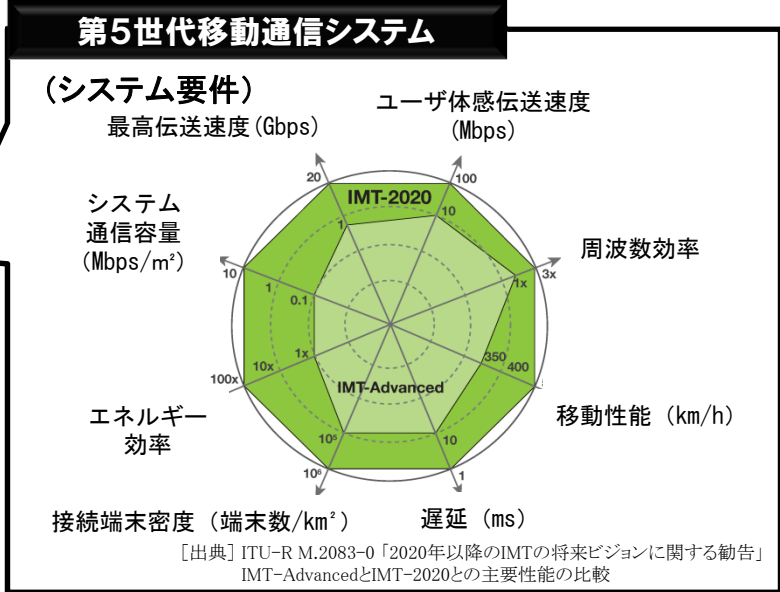 第5世代移動通信システム
（システム要件）
最高伝送速度(Gbps)
ユーザ体感伝送速度
(Mbps)
システム
通信容量
(Mbps/㎡)
周波数効率
エネルギー
効率
移動性能 (km/h)
接続端末密度 (端末数/km²)
遅延 (ms)
20
1
100
10
IMT-2020
3x
1x
10
1
0.1
350
400
100x
10x
1x
IMT-Advanced
10⁵
10⁶
10
1
［出典］ITU-R M.2083-0「2020年以降のIMTの将来ビジョンに関する勧告」
IMT-AdvancedとIMT-2020との主要性能の比較